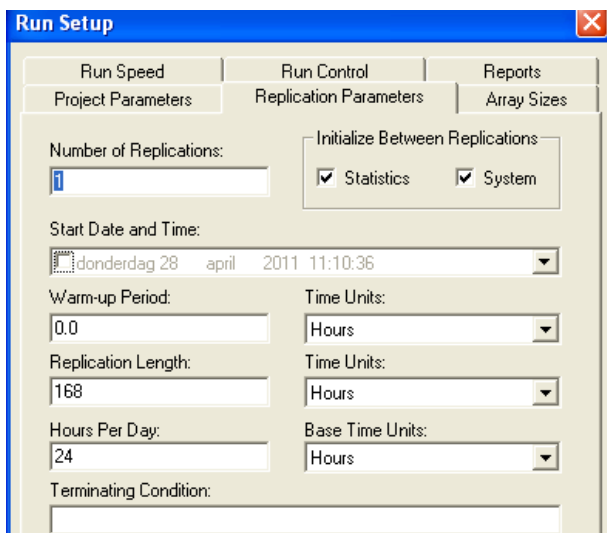 Run Setup
Run Speed Run Control Reports
Project Parameters Replication Parameters Array Sizes
Number of Replications:
Initialize Between Replications
1
Statistics System
Start Date and Time:
donderdag 28 april 2011 11:10:36
Warm-up Period: Time Units:
0.0 Hours
Replication Length: Time Units:
168 Hours
Hours Per Day: Base Time Units:
24 Hours
Terminating Condition: